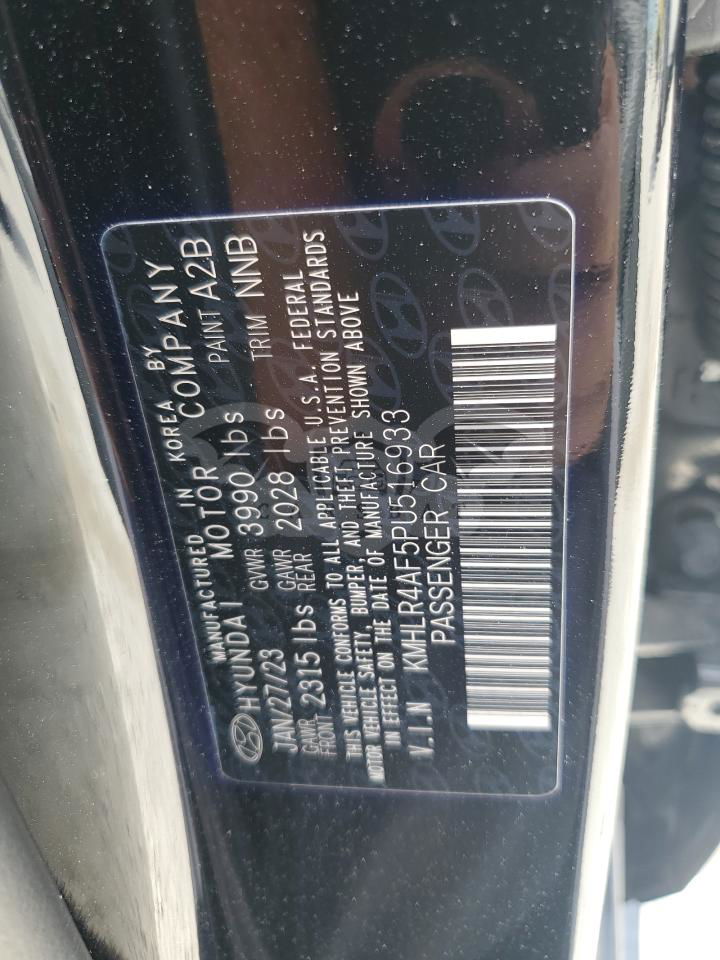 MANUFACTURED IN KOREA BY
HYUNDAI MOTOR COMPANY
JAN/27/23 GVWR 3990 lbs PAINT A2B
GAWR FRONT 2315 lbs GAWR REAR 2028 lbs TRIM NNB
THIS VEHICLE CONFORMS TO ALL APPLICABLE U.S.A. FEDERAL
MOTOR VEHICLE SAFETY, BUMPER, AND THEFT PREVENTION STANDARDS
IN EFFECT ON THE DATE OF MANUFACTURE SHOWN ABOVE
V.I.N KMHLR4AF5PU516933
PASSENGER CAR